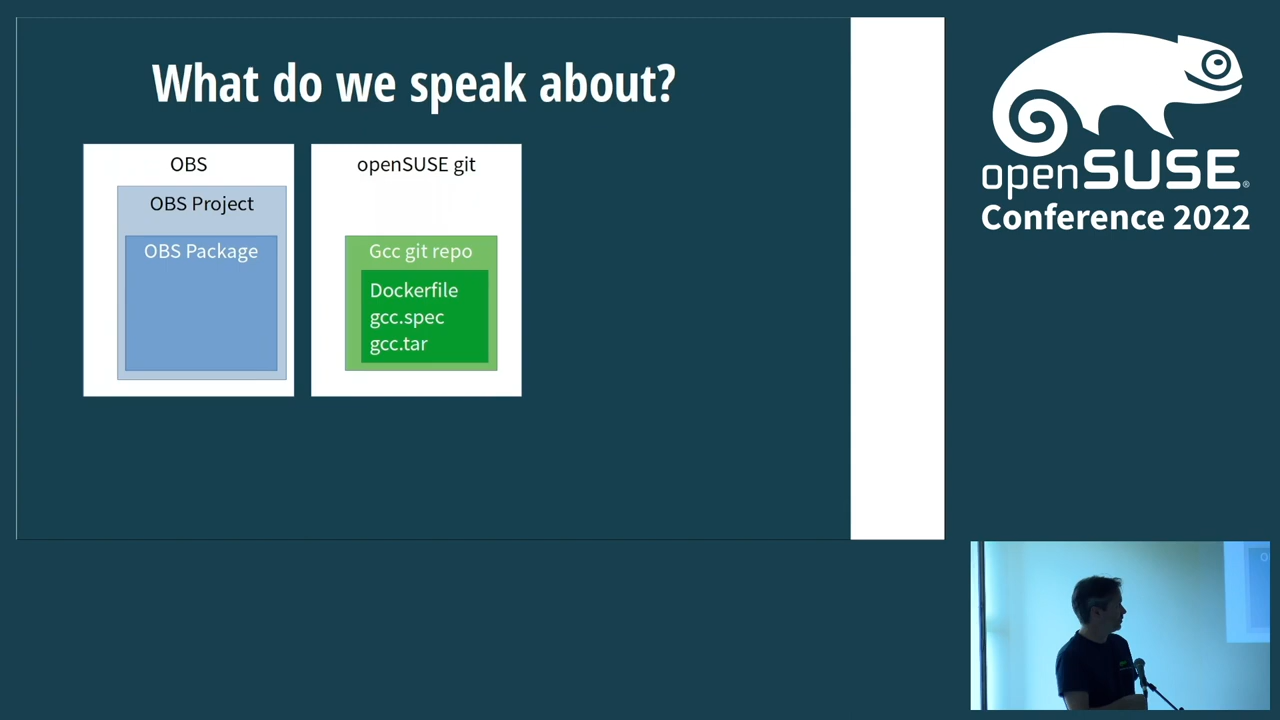 What do we speak about?
OBS
OBS Project
OBS Package
openSUSE git
Gcc git repo
Dockerfile
gcc.spec
gcc.tar
openSUSE®
Conference 2022